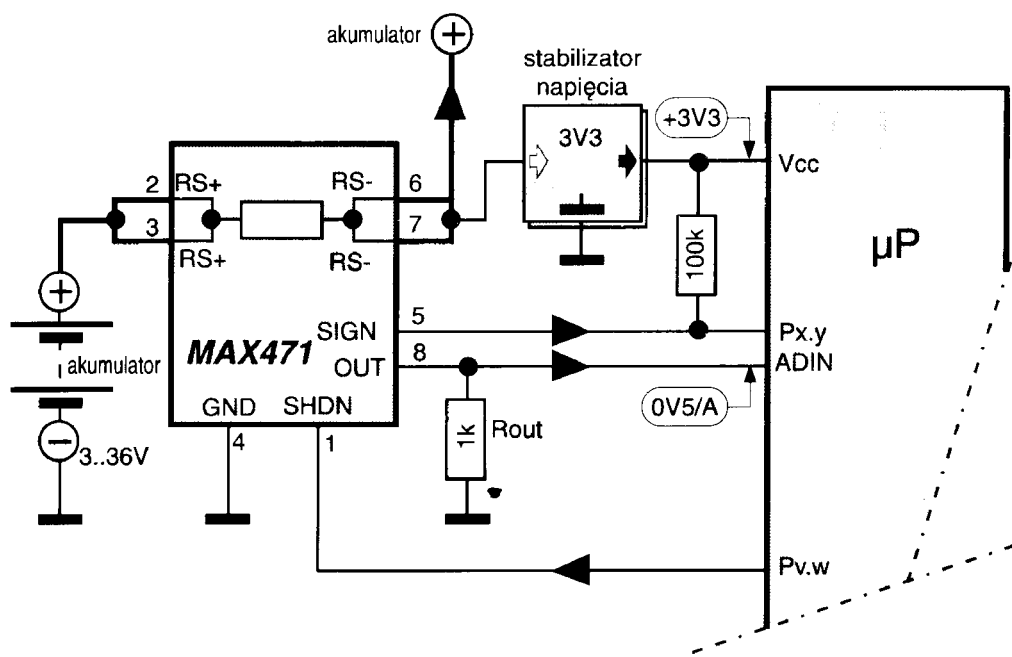 akumulator
+
stabilizator
napięcia
3V3
+3V3
Vcc
2
RS+
RS-
6
3
7
RS+
RS-
100k
µP
+
akumulator
MAX471
SIGN
5
Px.y
OUT
8
ADIN
0V5/A
GND
SHDN
4
1
1k
Rout
−
3..36V
Pv.w